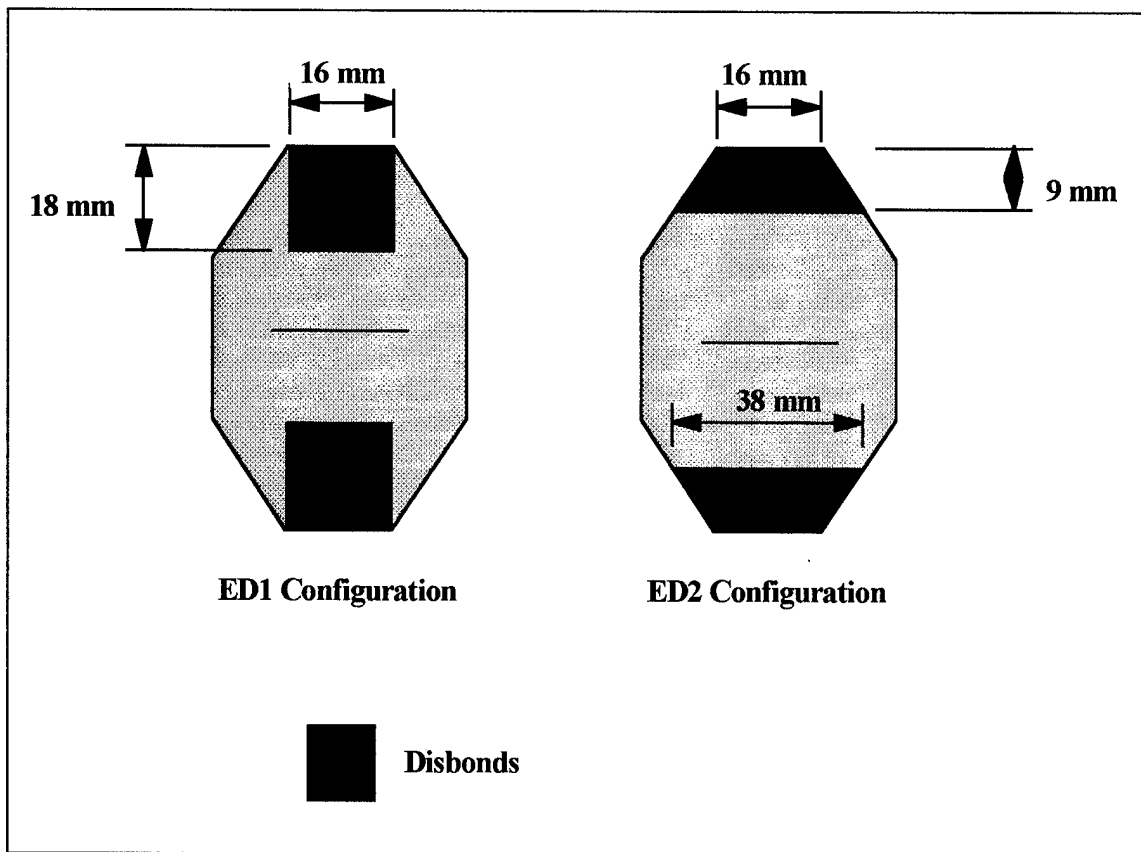 16 mm
16 mm
18 mm
9 mm
38 mm
ED1 Configuration
ED2 Configuration
Disbonds